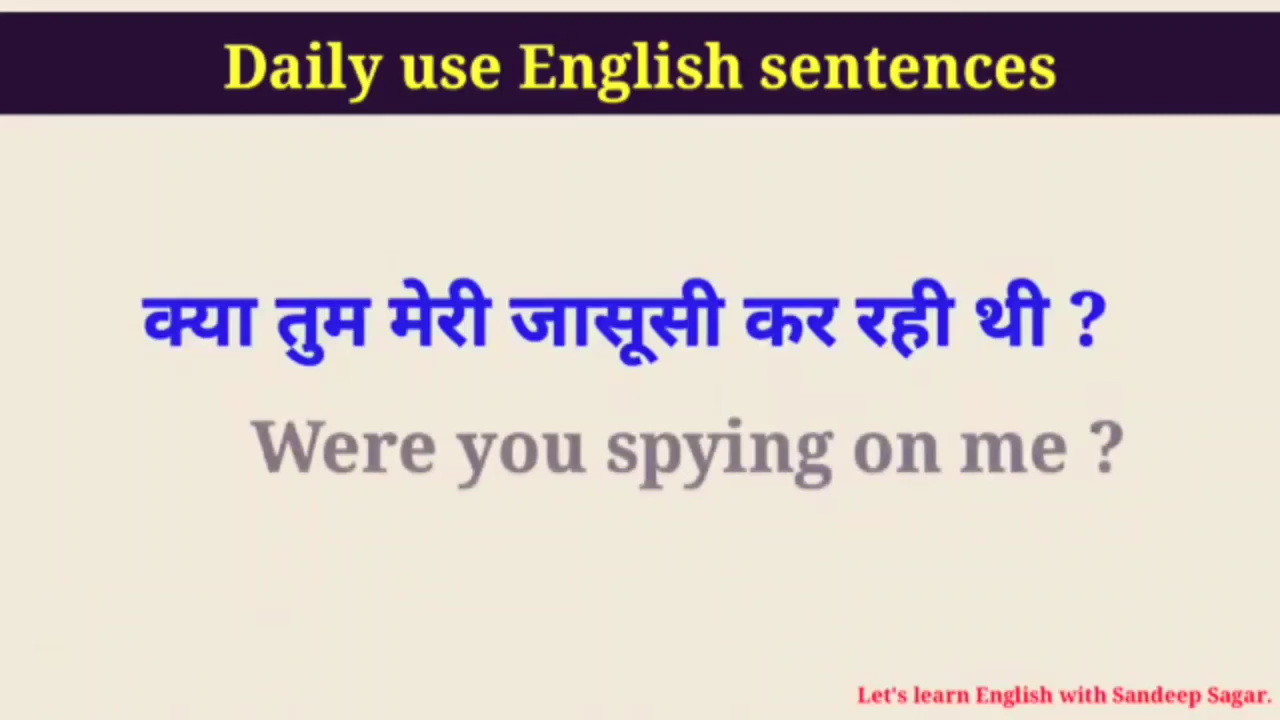 Daily use English sentences
क्या तुम मेरी जासूसी कर रही थी ?
Were you spying on me ?
Let's learn English with Sandeep Sagar.